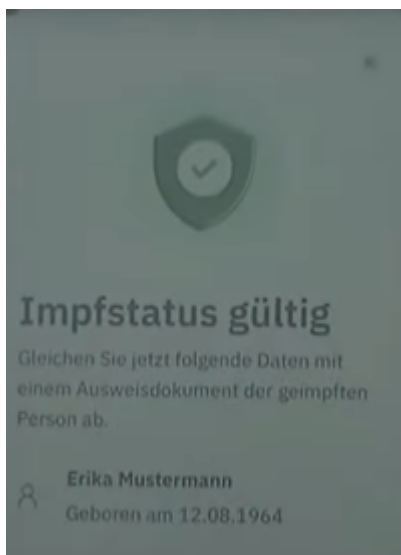 Impfstatus gültig
Gleichen Sie jetzt folgende Daten mit
einem Ausweisdokument der geimpften
Person ab.
Erika Mustermann
Geboren am 12.08.1964